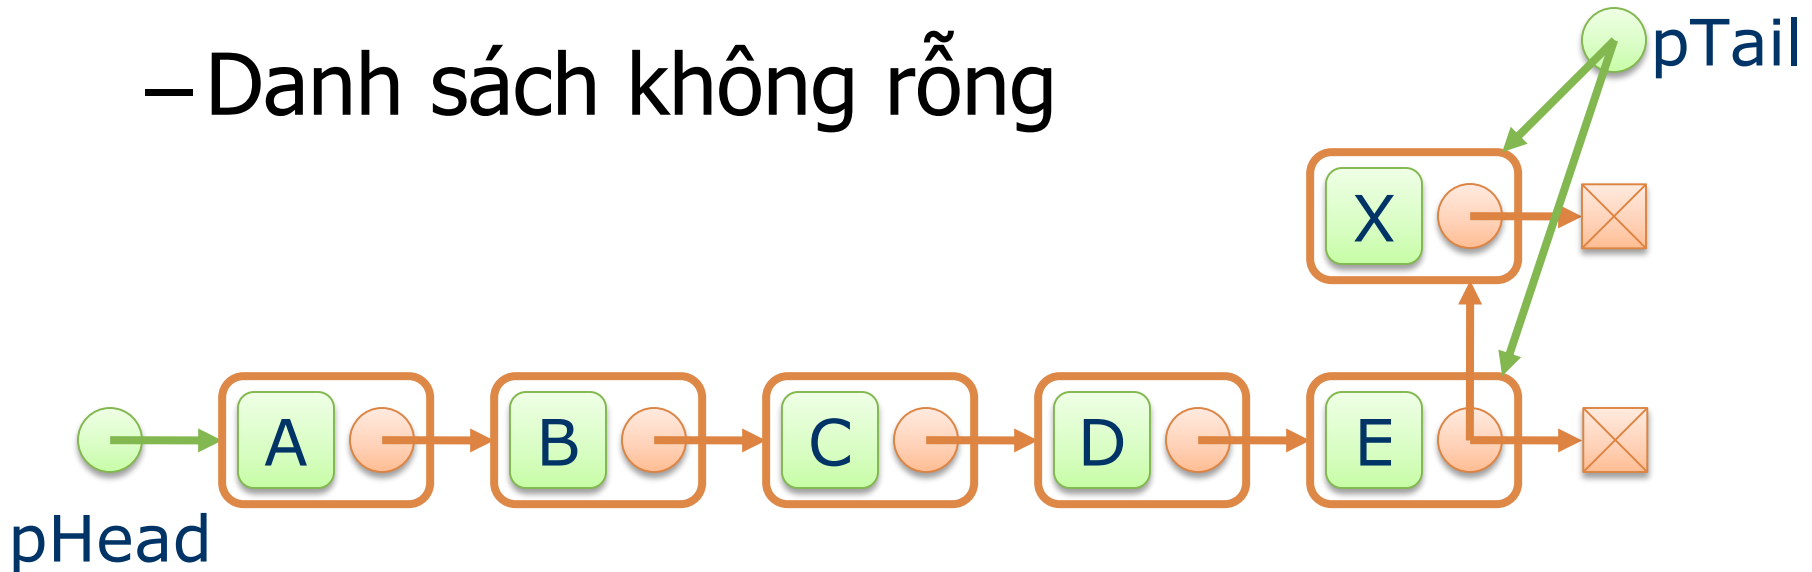 – Danh sách không rỗng
pTail
X
A B C D E
pHead